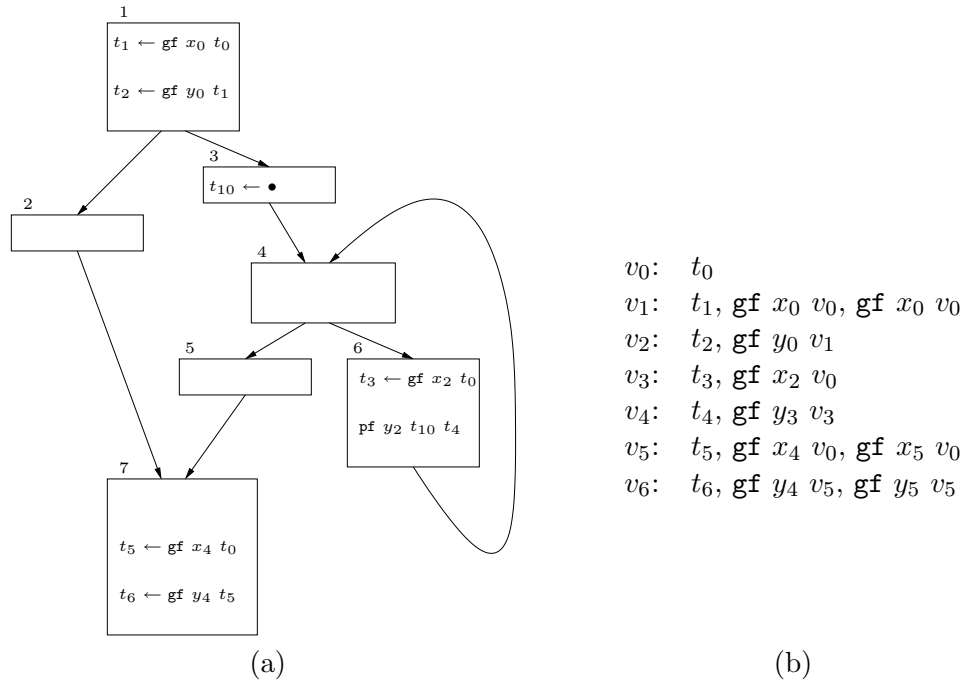 1
t₁ ← gf x₀ t₀
t₂ ← gf y₀ t₁
3
t₁₀ ← •
2
4
5
6
t₃ ← gf x₂ t₀
pf y₂ t₁₀ t₄
7
t₅ ← gf x₄ t₀
t₆ ← gf y₄ t₅
(a)
v₀: t₀
v₁: t₁, gf x₀ v₀, gf x₀ v₀
v₂: t₂, gf y₀ v₁
v₃: t₃, gf x₂ v₀
v₄: t₄, gf y₃ v₃
v₅: t₅, gf x₄ v₀, gf x₅ v₀
v₆: t₆, gf y₄ v₅, gf y₅ v₅
(b)